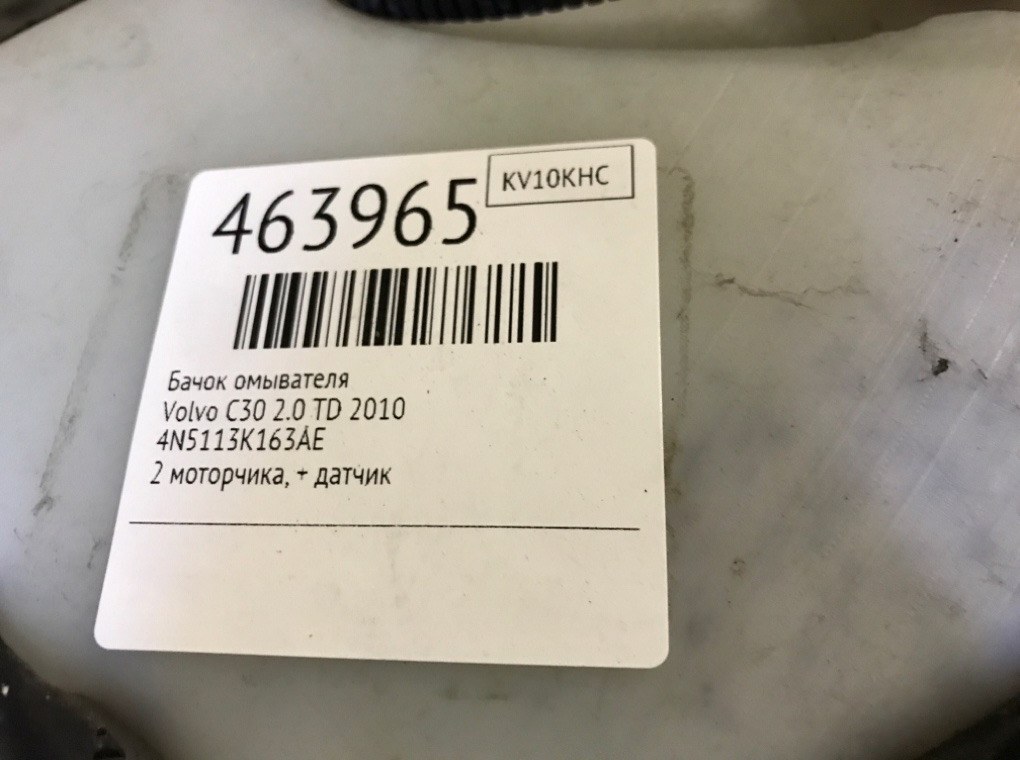 463965
KV10KHC
Бачок омывателя
Volvo C30 2.0 TD 2010
4N5113K163AE
2 моторчика, + датчик